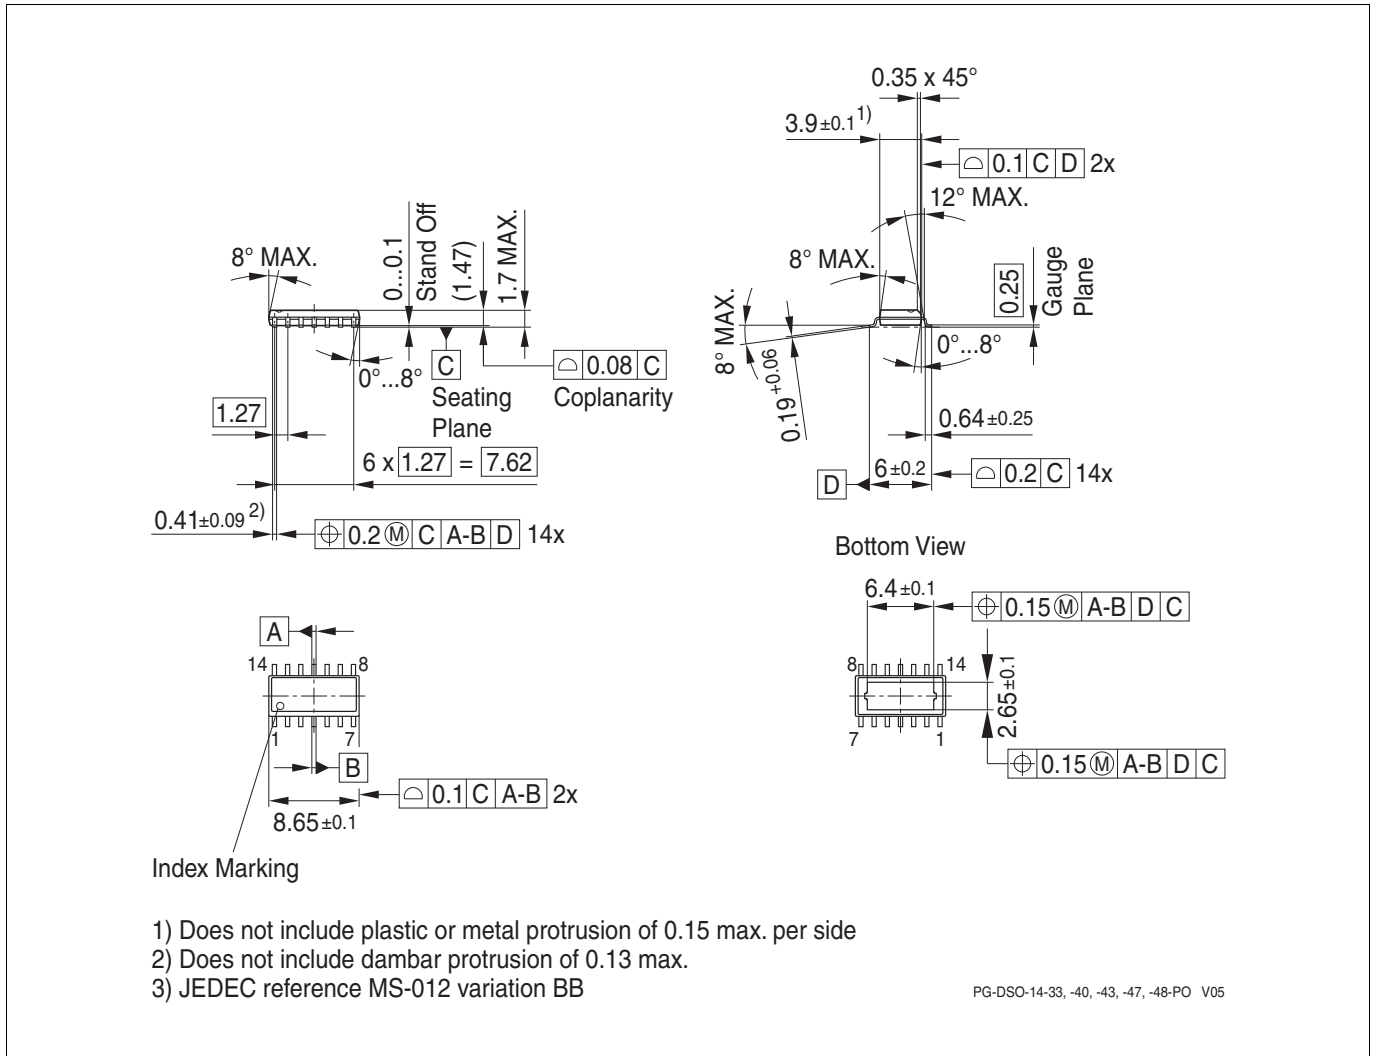 0.35 x 45°
3.9±0.1 1)
0.1 C D 2x
12° MAX.
8° MAX.
0.25
Gauge
Plane
8° MAX.
0.19 +0.06
0°...8°
0.64±0.25
D
6±0.2
0.2 C 14x
8° MAX.
0...0.1
Stand Off
(1.47)
1.7 MAX.
0°...8°
C
Seating
Plane
0.08 C
Coplanarity
1.27
6 x 1.27 = 7.62
0.41±0.09 2)
⌖ 0.2 Ⓜ C A-B D 14x
Bottom View
6.4±0.1
⌖ 0.15 Ⓜ A-B D C
8 14
2.65±0.1
7 1
⌖ 0.15 Ⓜ A-B D C
A
14 8
1 7
B
0.1 C A-B 2x
8.65±0.1
Index Marking
1) Does not include plastic or metal protrusion of 0.15 max. per side
2) Does not include dambar protrusion of 0.13 max.
3) JEDEC reference MS-012 variation BB
PG-DSO-14-33, -40, -43, -47, -48-PO V05